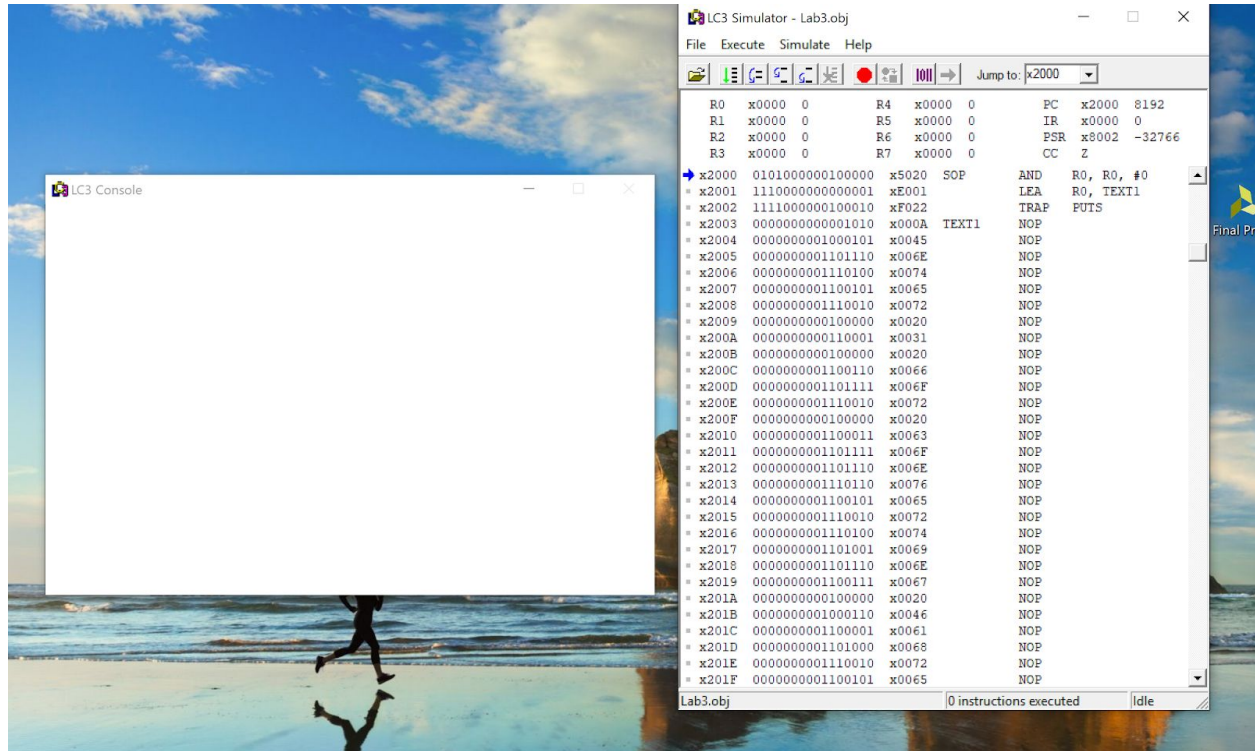 LC3 Console
LC3 Simulator - Lab3.obj
File Execute Simulate Help
Jump to: x2000
R0 x0000 0 R4 x0000 0 PC x2000 8192
R1 x0000 0 R5 x0000 0 IR x0000 0
R2 x0000 0 R6 x0000 0 PSR x8002 -32766
R3 x0000 0 R7 x0000 0 CC Z
x2000 0101000000100000 x5020 SOP AND R0, R0, #0
x2001 1110000000000001 xE001 LEA R0, TEXT1
x2002 1111000000100010 xF022 TRAP PUTS
x2003 0000000000001010 x000A TEXT1 NOP
x2004 0000000001000101 x0045 NOP
x2005 0000000001101110 x006E NOP
x2006 0000000001110100 x0074 NOP
x2007 0000000001100101 x0065 NOP
x2008 0000000001110010 x0072 NOP
x2009 0000000000100000 x0020 NOP
x200A 0000000000110001 x0031 NOP
x200B 0000000000100000 x0020 NOP
x200C 0000000001100110 x0066 NOP
x200D 0000000001101111 x006F NOP
x200E 0000000001110010 x0072 NOP
x200F 0000000000100000 x0020 NOP
x2010 0000000001100011 x0063 NOP
x2011 0000000001101111 x006F NOP
x2012 0000000001101110 x006E NOP
x2013 0000000001110110 x0076 NOP
x2014 0000000001100101 x0065 NOP
x2015 0000000001110010 x0072 NOP
x2016 0000000001110100 x0074 NOP
x2017 0000000001101001 x0069 NOP
x2018 0000000001101110 x006E NOP
x2019 0000000001100111 x0067 NOP
x201A 0000000000100000 x0020 NOP
x201B 0000000001000110 x0046 NOP
x201C 0000000001100001 x0061 NOP
x201D 0000000001101000 x0068 NOP
x201E 0000000001110010 x0072 NOP
x201F 0000000001100101 x0065 NOP
Lab3.obj 0 instructions executed Idle
Final Pr